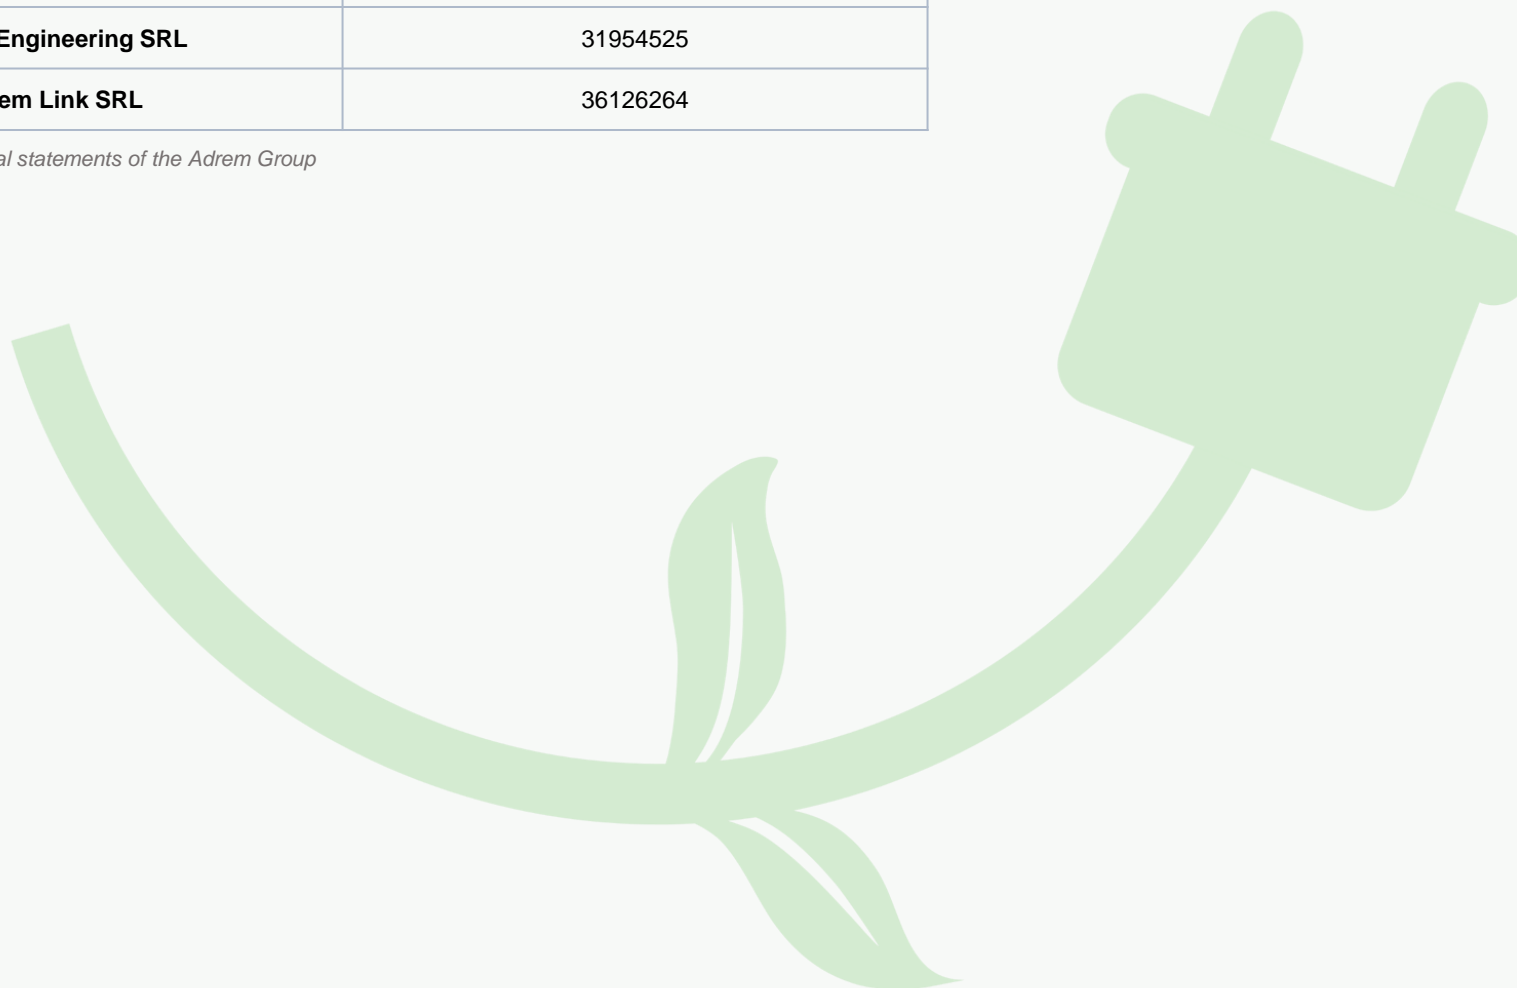 Engineering SRL 31954525
em Link SRL 36126264
al statements of the Adrem Group